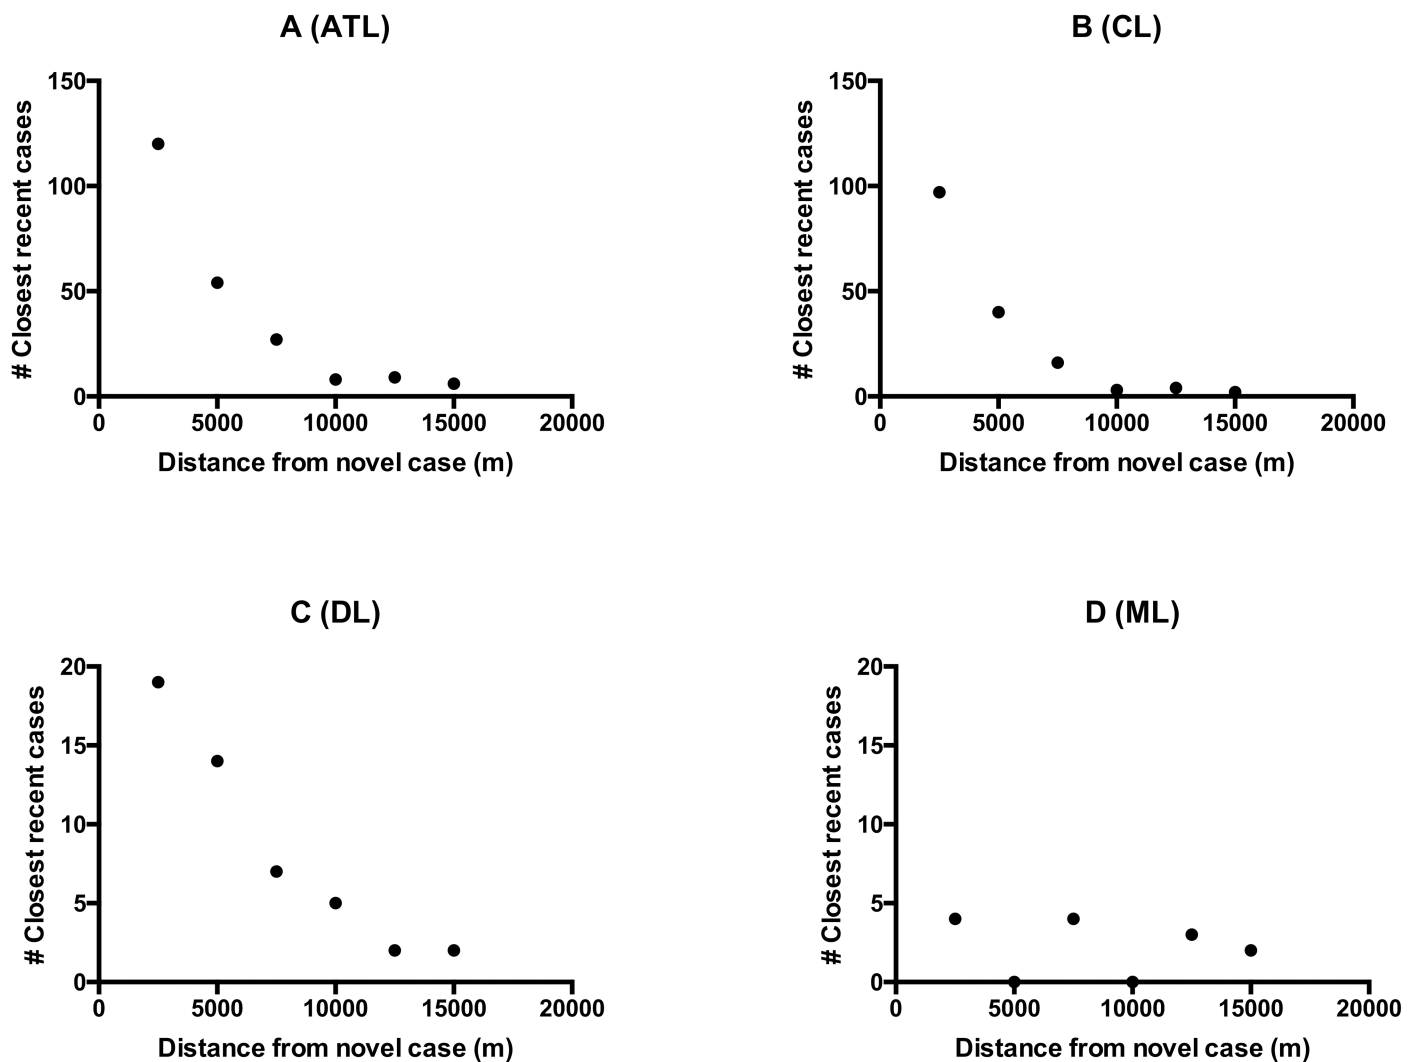 A (ATL)
# Closest recent cases
150
100
50
0
0 5000 10000 15000 20000
Distance from novel case (m)
B (CL)
# Closest recent cases
150
100
50
0
0 5000 10000 15000 20000
Distance from novel case (m)
C (DL)
# Closest recent cases
20
15
10
5
0
0 5000 10000 15000 20000
Distance from novel case (m)
D (ML)
# Closest recent cases
20
15
10
5
0
0 5000 10000 15000 20000
Distance from novel case (m)